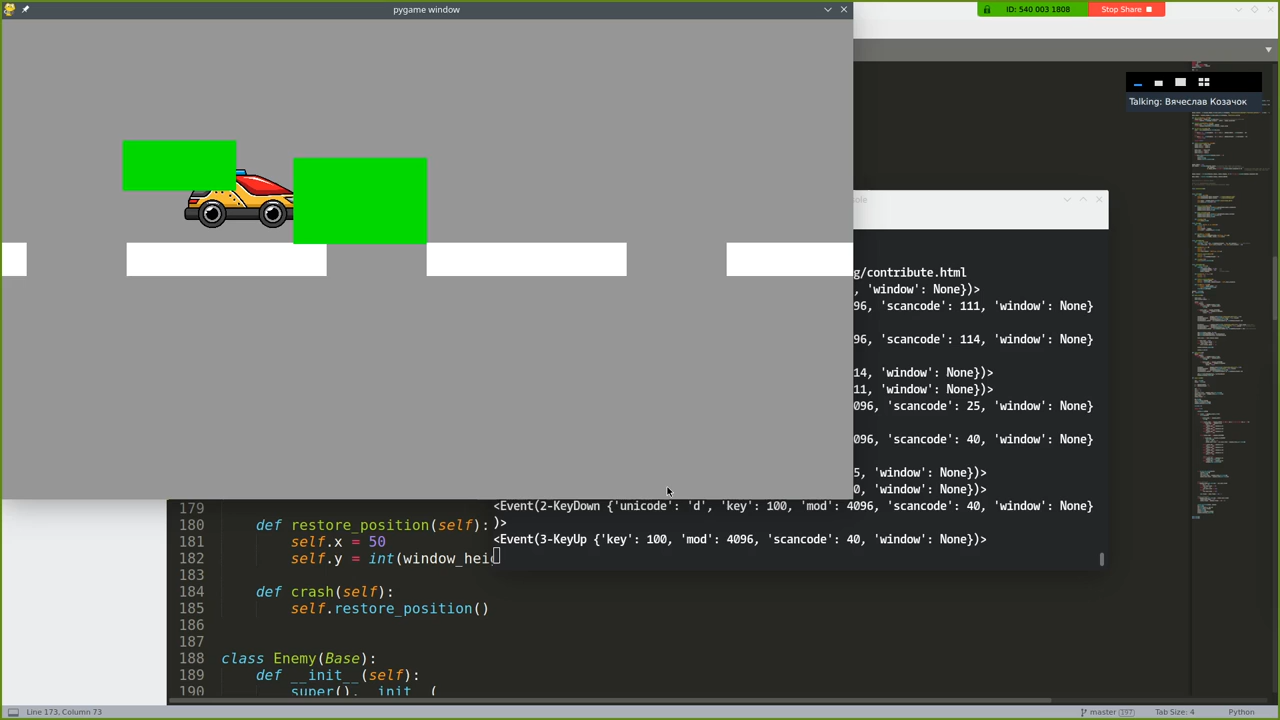 pygame window
ID: 540 003 1808
Stop Share
Talking: Вячеслав Козачок
g/contribute.html
, 'window': None})>
96, 'scancode': 111, 'window': None}
96, 'scancode': 114, 'window': None}
14, 'window': None})>
11, 'window': None})>
096, 'scancode': 25, 'window': None}
096, 'scancode': 40, 'window': None}
5, 'window': None})>
0, 'window': None})>
<Event(2-KeyDown {'unicode': 'd', 'key': 100, 'mod': 4096, 'scancode': 40, 'window': None}
)>
<Event(3-KeyUp {'key': 100, 'mod': 4096, 'scancode': 40, 'window': None})>
179
180 def restore_position(self):
181 self.x = 50
182 self.y = int(window_hei
183
184 def crash(self):
185 self.restore_position()
186
187
188 class Enemy(Base):
189 def __init__(self):
190 super().__init__(
Line 173, Column 73
master 197
Tab Size: 4
Python